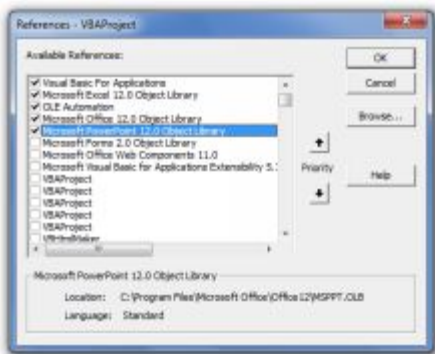 References - VBAProject
Available References:
Visual Basic For Applications
Microsoft Excel 12.0 Object Library
OLE Automation
Microsoft Office 12.0 Object Library
Microsoft PowerPoint 12.0 Object Library
Microsoft Forms 2.0 Object Library
Microsoft Office Web Components 11.0
Microsoft Visual Basic for Applications Extensibility 5.
VBAProject
VBAProject
VBAProject
VBAProject
OK
Cancel
Browse...
Priority
Help
Microsoft PowerPoint 12.0 Object Library
Location: C:\Program Files\Microsoft Office\Office12\MSPPT.OLB
Language: Standard